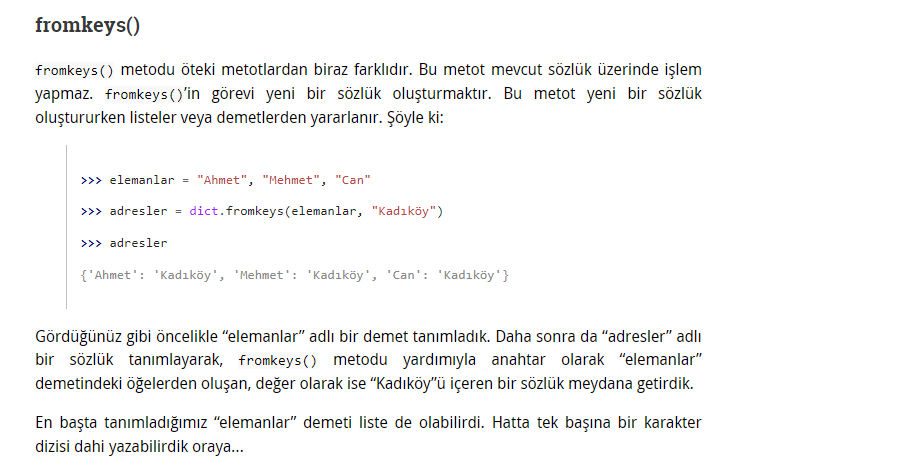 fromkeys()
fromkeys() metodu öteki metotlardan biraz farklıdır. Bu metot mevcut sözlük üzerinde işlem
yapmaz. fromkeys()’in görevi yeni bir sözlük oluşturmaktır. Bu metot yeni bir sözlük
oluştururken listeler veya demetlerden yararlanır. Şöyle ki:
>>> elemanlar = "Ahmet", "Mehmet", "Can"
>>> adresler = dict.fromkeys(elemanlar, "Kadıköy")
>>> adresler
{'Ahmet': 'Kadıköy', 'Mehmet': 'Kadıköy', 'Can': 'Kadıköy'}
Gördüğünüz gibi öncelikle “elemanlar” adlı bir demet tanımladık. Daha sonra da “adresler” adlı
bir sözlük tanımlayarak, fromkeys() metodu yardımıyla anahtar olarak “elemanlar”
demetindeki öğelerden oluşan, değer olarak ise “Kadıköy”ü içeren bir sözlük meydana getirdik.
En başta tanımladığımız “elemanlar” demeti liste de olabilirdi. Hatta tek başına bir karakter
dizisi dahi yazabilirdik oraya…